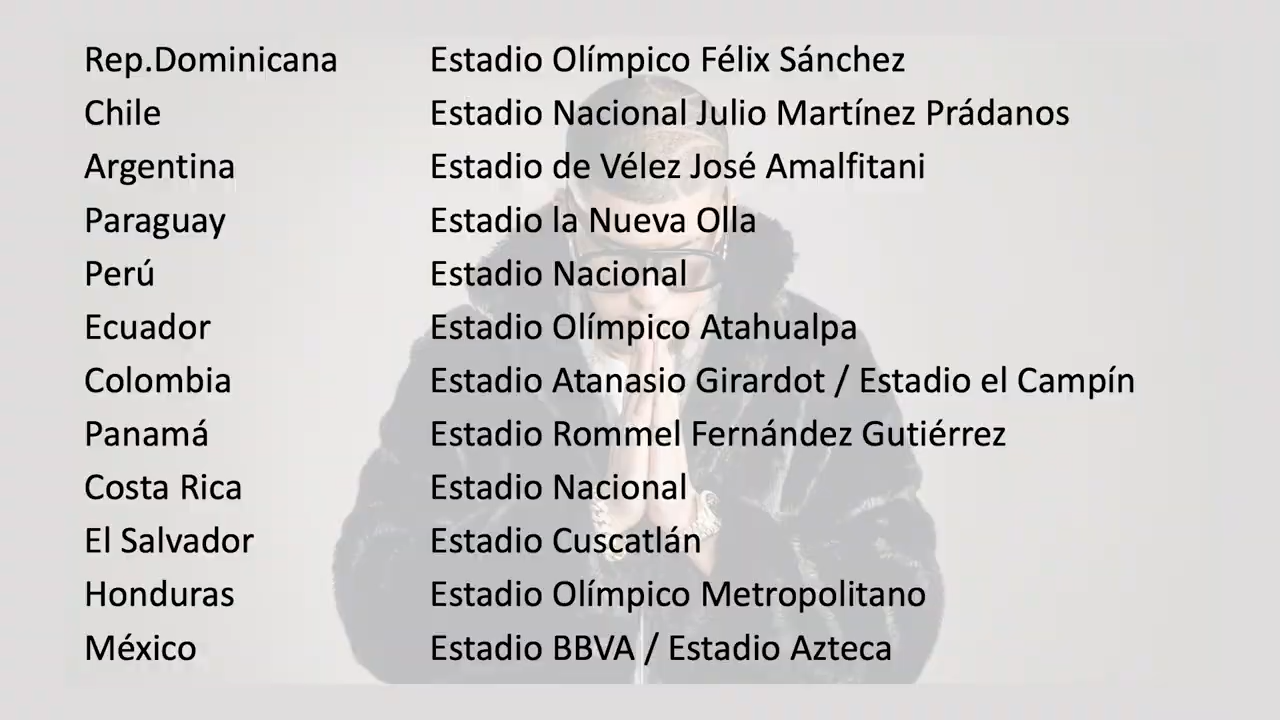 Rep.Dominicana Estadio Olímpico Félix Sánchez
Chile Estadio Nacional Julio Martínez Prádanos
Argentina Estadio de Vélez José Amalfitani
Paraguay Estadio la Nueva Olla
Perú Estadio Nacional
Ecuador Estadio Olímpico Atahualpa
Colombia Estadio Atanasio Girardot / Estadio el Campín
Panamá Estadio Rommel Fernández Gutiérrez
Costa Rica Estadio Nacional
El Salvador Estadio Cuscatlán
Honduras Estadio Olímpico Metropolitano
México Estadio BBVA / Estadio Azteca